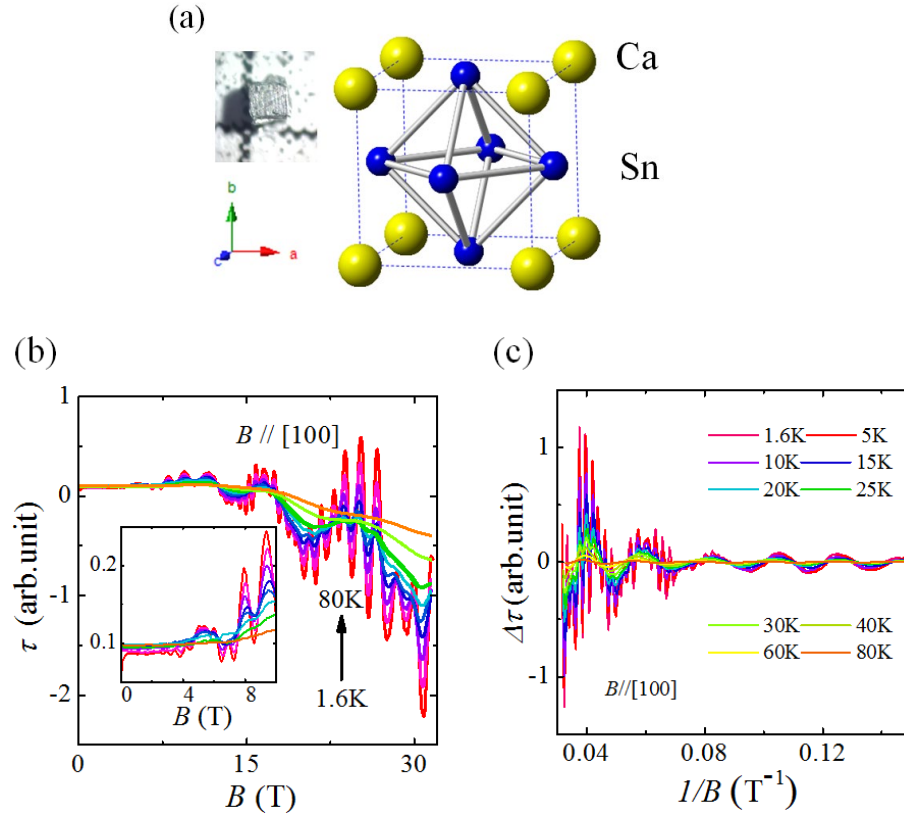 (a)
Ca
Sn
b
a
c
(b)
B // [100]
τ (arb.unit)
1
0
-1
-2
0.2
0.1
0
4
8
B (T)
80K
1.6K
0
15
30
B (T)
(c)
Δτ (arb.unit)
1
0
-1
1.6K
5K
10K
15K
20K
25K
30K
40K
60K
80K
B//[100]
0.04
0.08
0.12
1/B (T⁻¹)